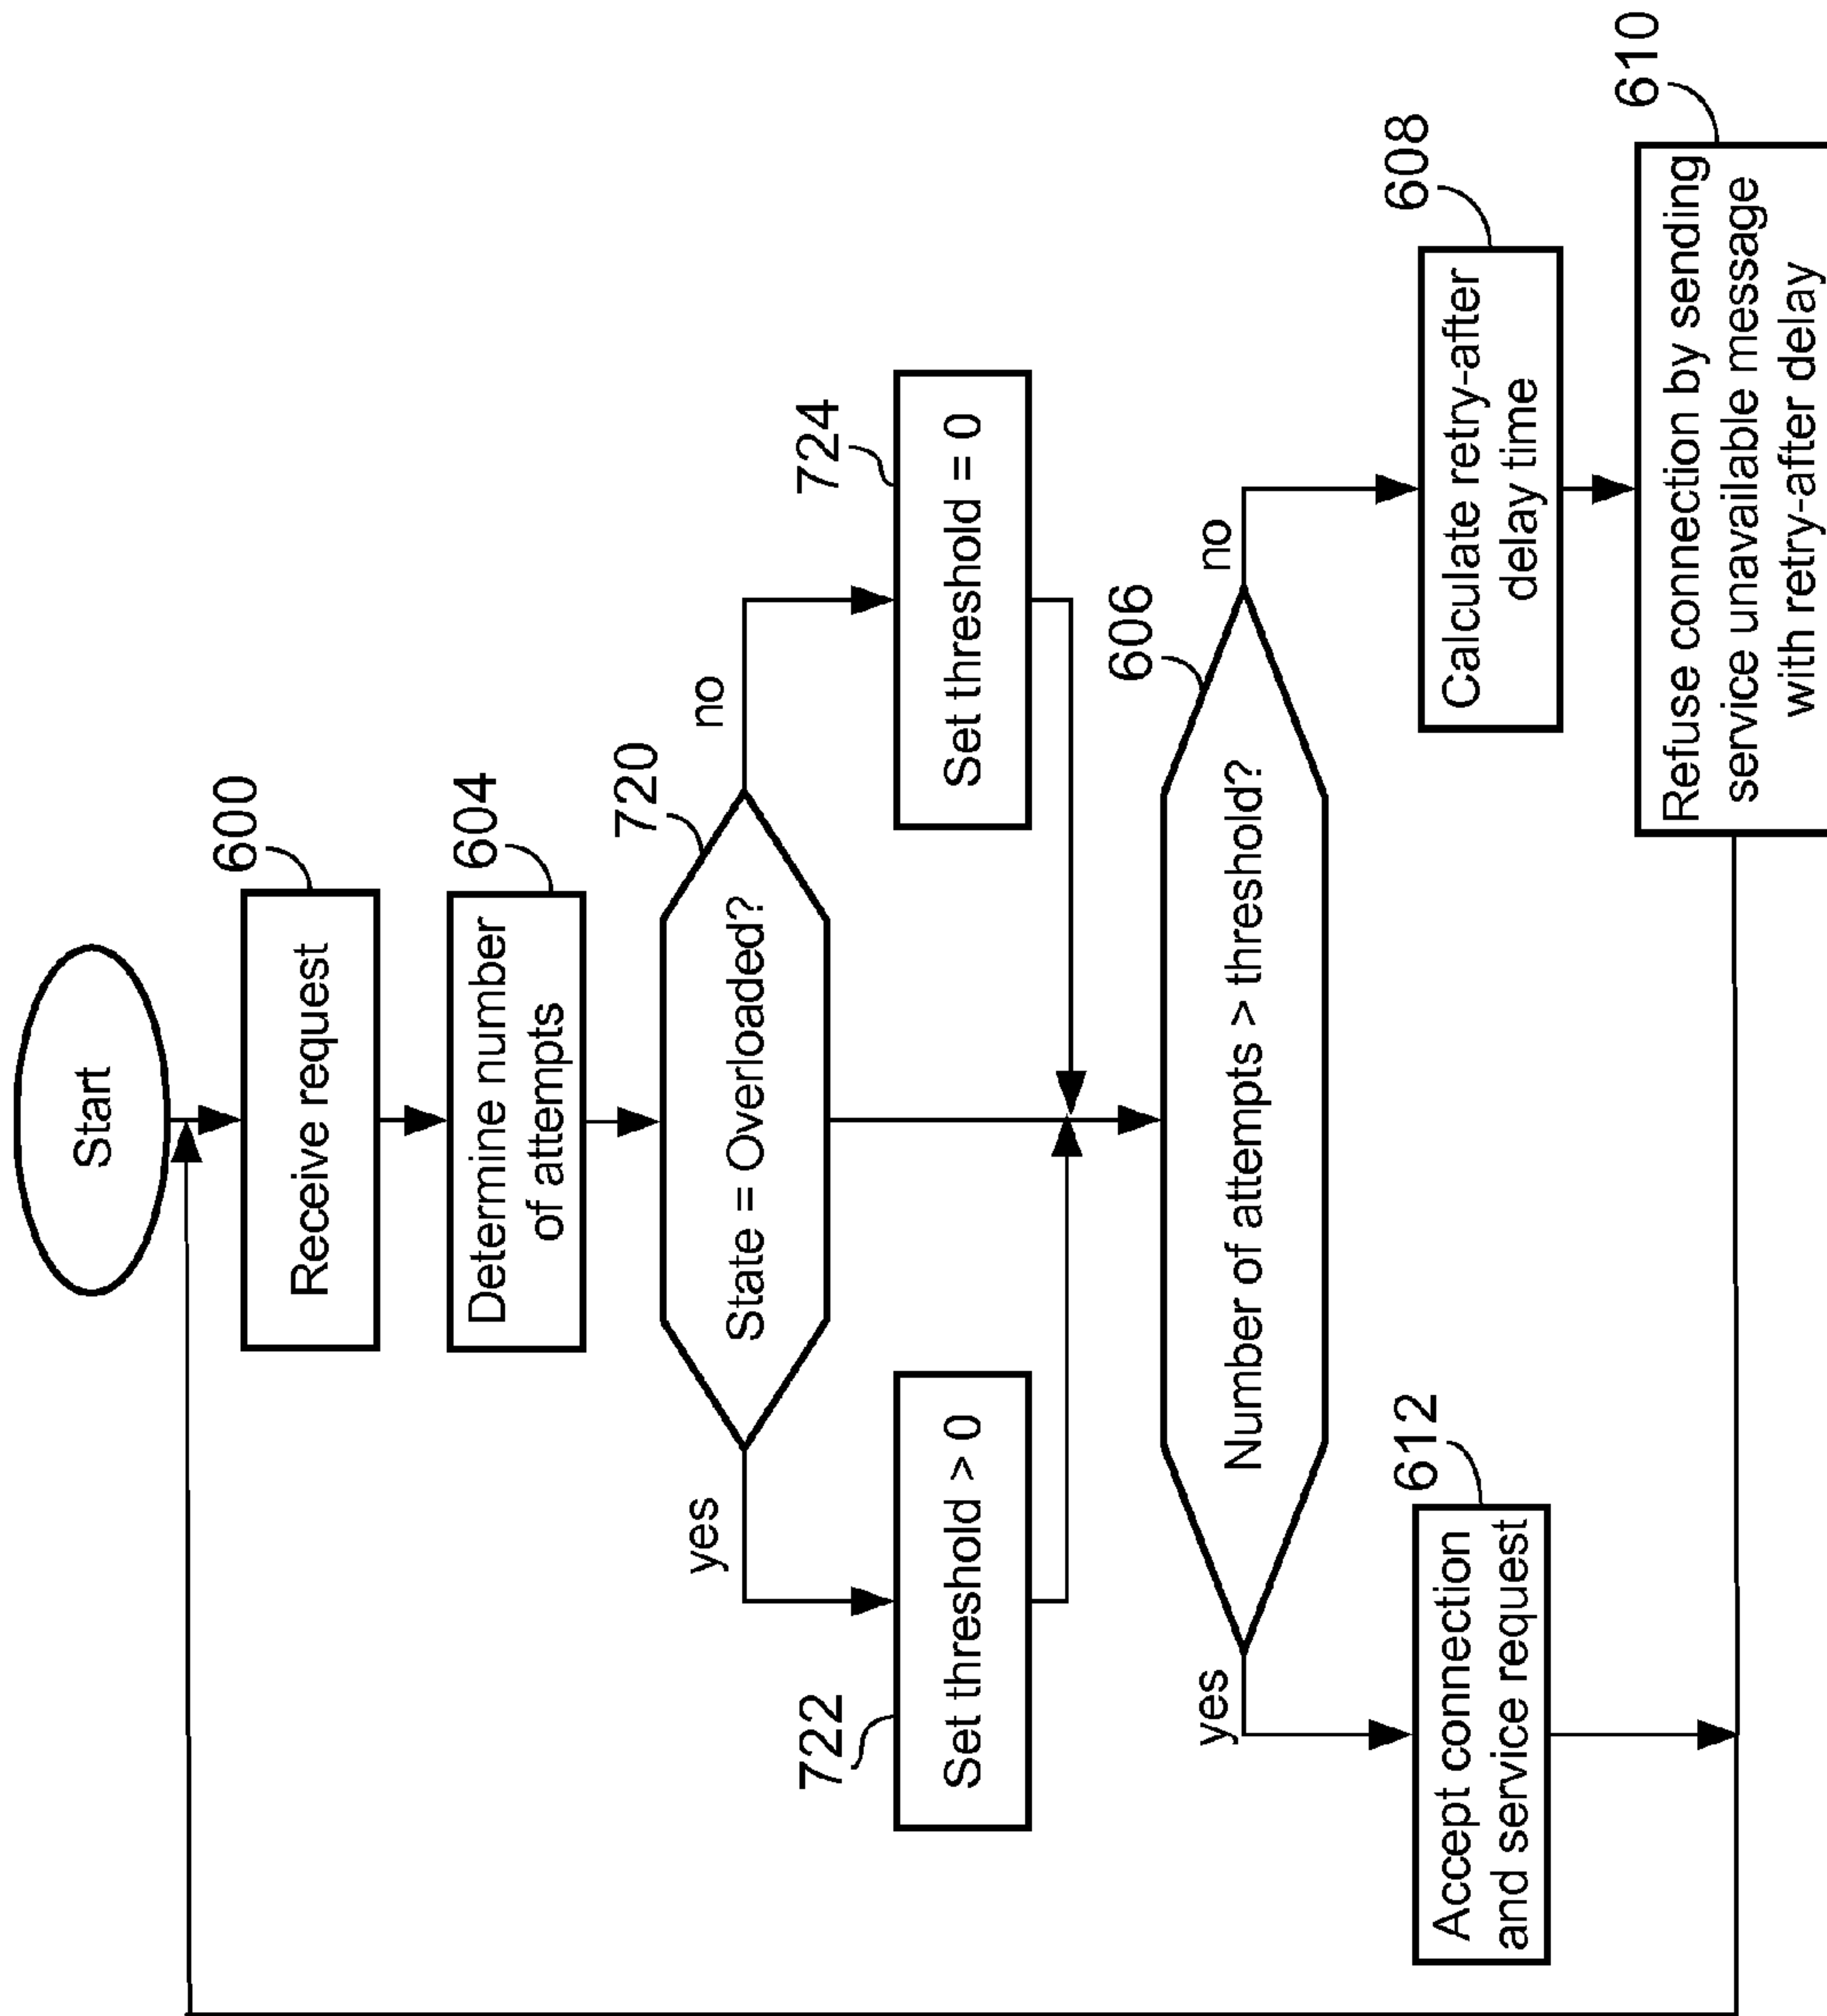 Start
600
Receive request
604
Determine number
of attempts
720
State = Overloaded?
yes
no
722
Set threshold > 0
724
Set threshold = 0
606
Number of attempts > threshold?
yes
no
612
Accept connection
and service request
608
Calculate retry-after
delay time
610
Refuse connection by sending
service unavailable message
with retry-after delay